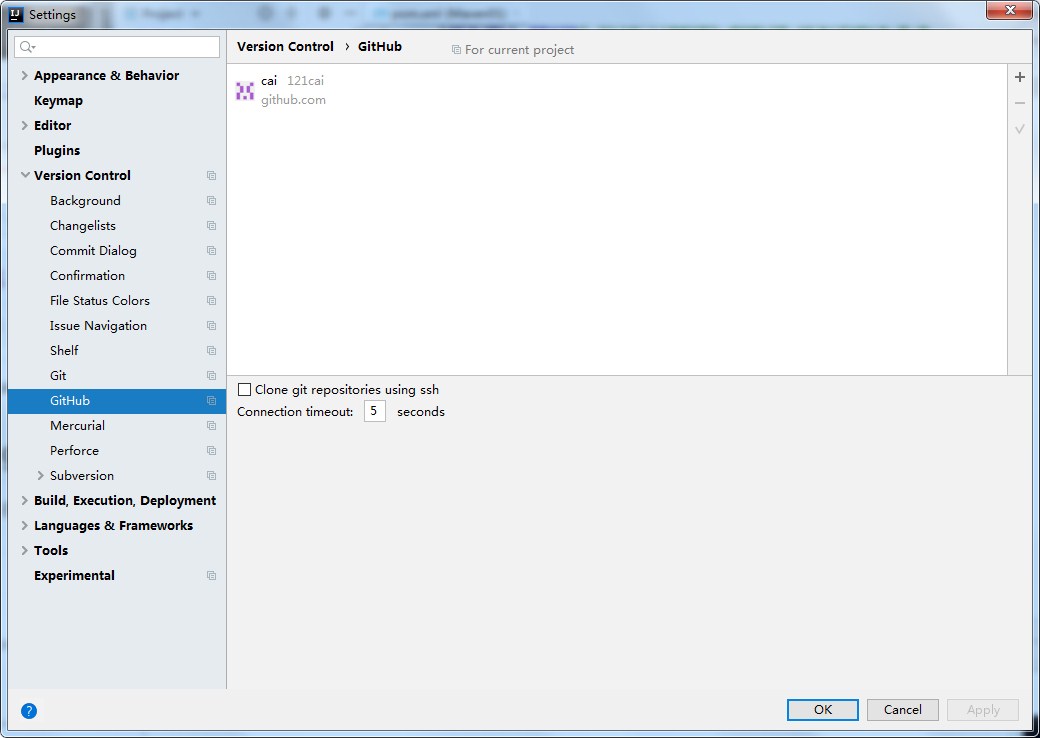 Settings
Version Control › GitHub
For current project
Appearance & Behavior
Keymap
Editor
Plugins
Version Control
Background
Changelists
Commit Dialog
Confirmation
File Status Colors
Issue Navigation
Shelf
Git
GitHub
Mercurial
Perforce
Subversion
Build, Execution, Deployment
Languages & Frameworks
Tools
Experimental
cai 121cai
github.com
Clone git repositories using ssh
Connection timeout: 5 seconds
?
OK
Cancel
Apply